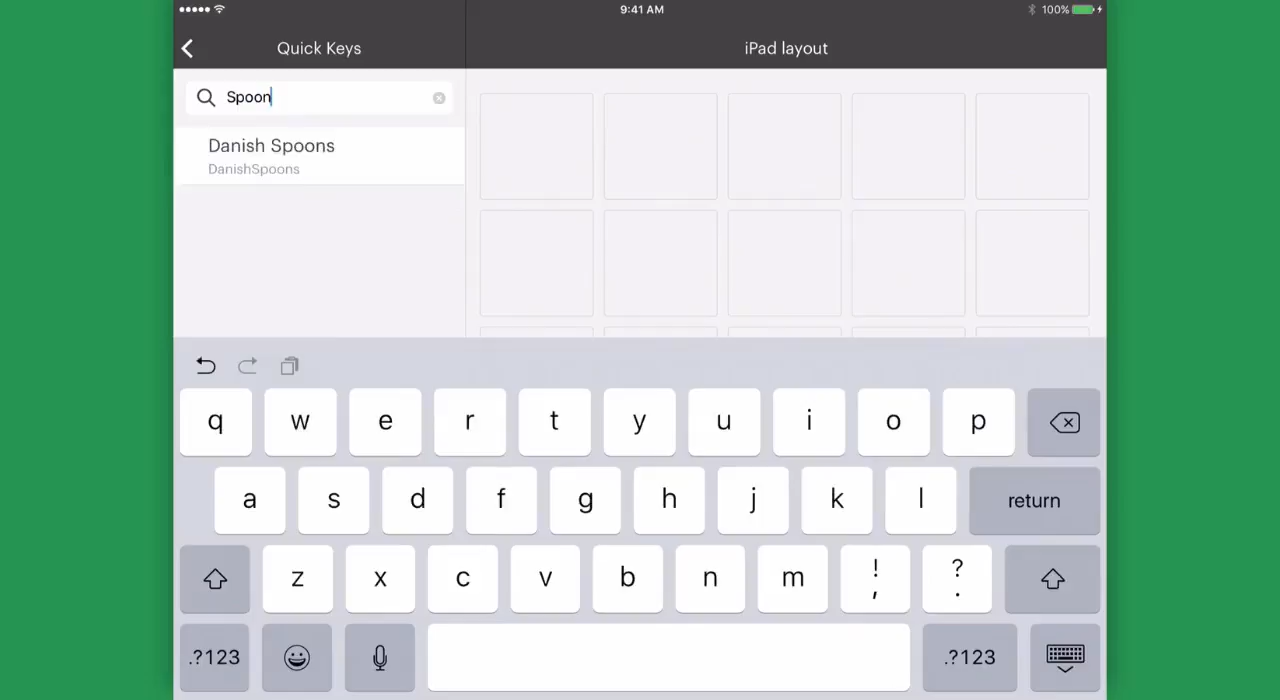 9:41 AM
100%
Quick Keys
iPad layout
Spoon
Danish Spoons
DanishSpoons
q w e r t y u i o p
a s d f g h j k l return
z x c v b n m ! , ? .
.?123 .?123